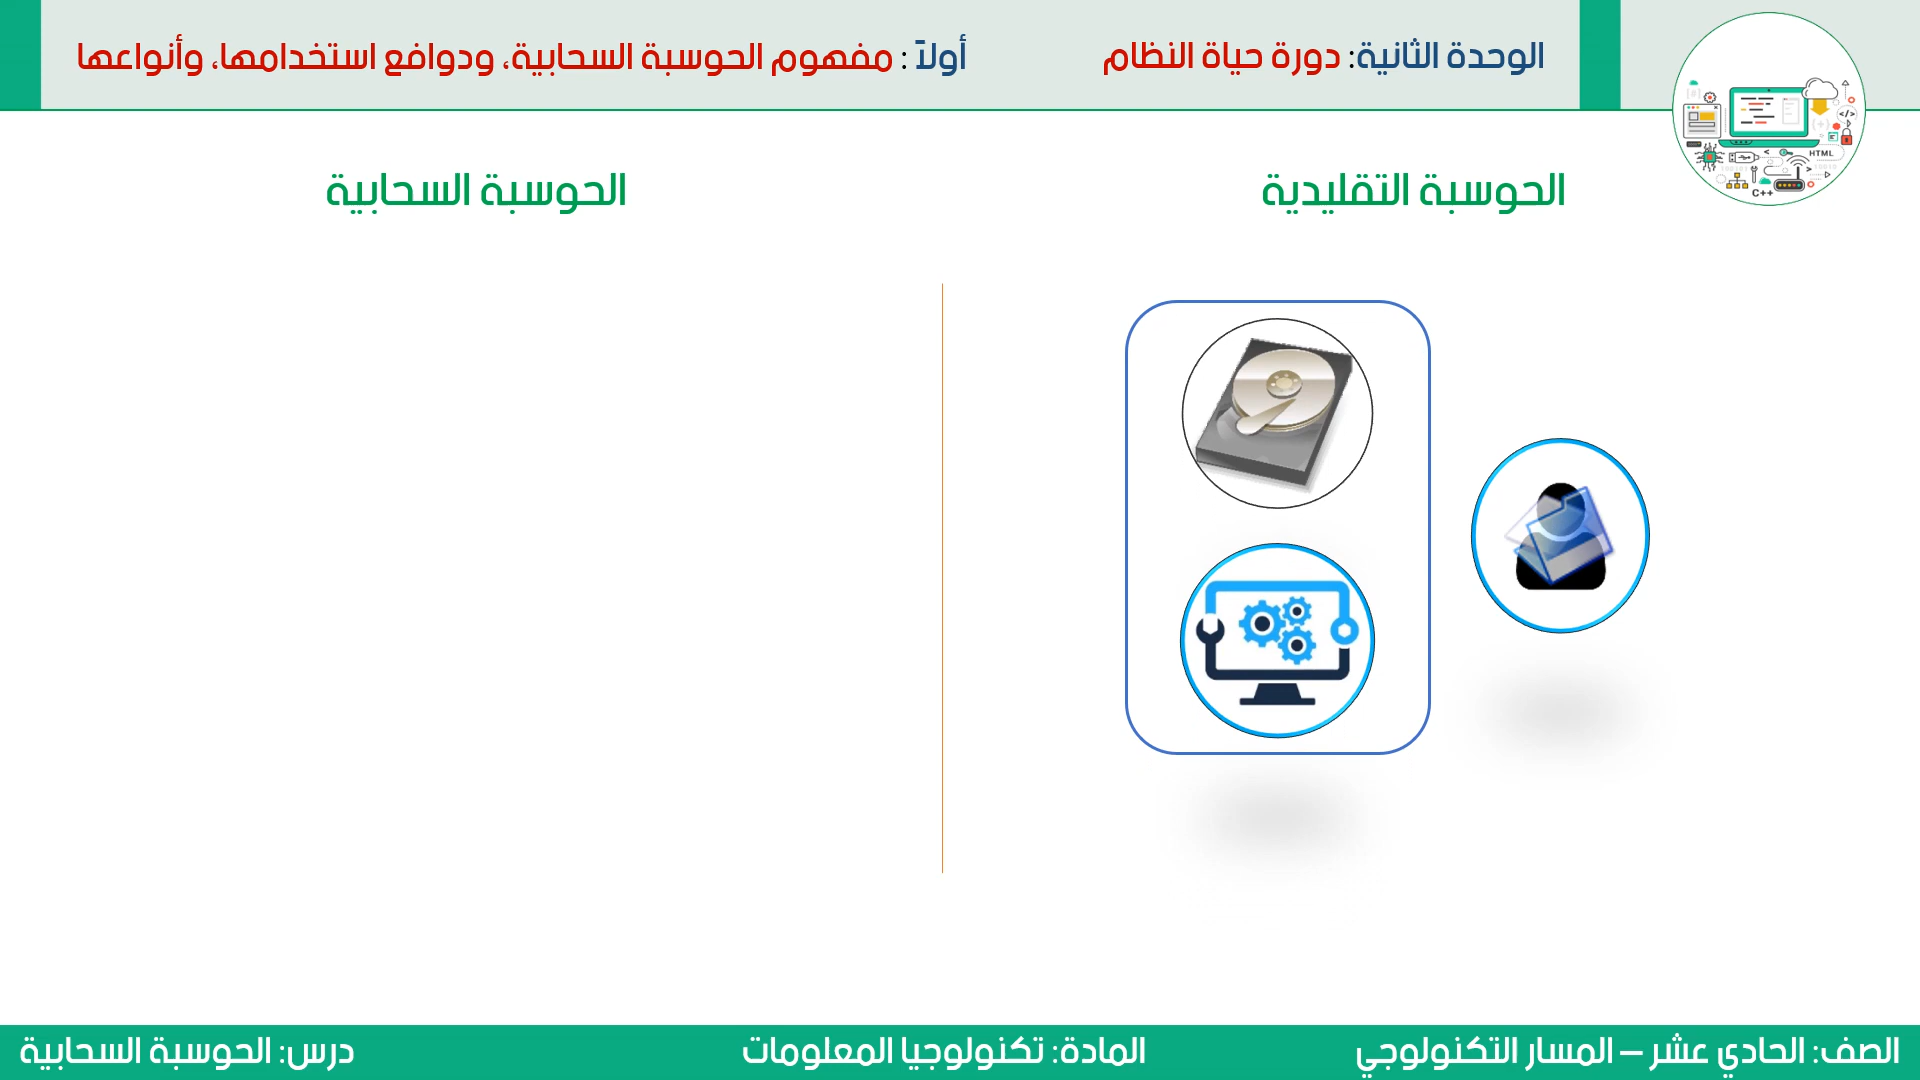 الوحدة الثانية: دورة حياة النظام
أولاً : مفهوم الحوسبة السحابية، ودوافع استخدامها، وأنواعها
</>
HTML
C++
الحوسبة التقليدية
الحوسبة السحابية
الصف: الحادي عشر – المسار التكنولوجي
المادة: تكنولوجيا المعلومات
درس: الحوسبة السحابية